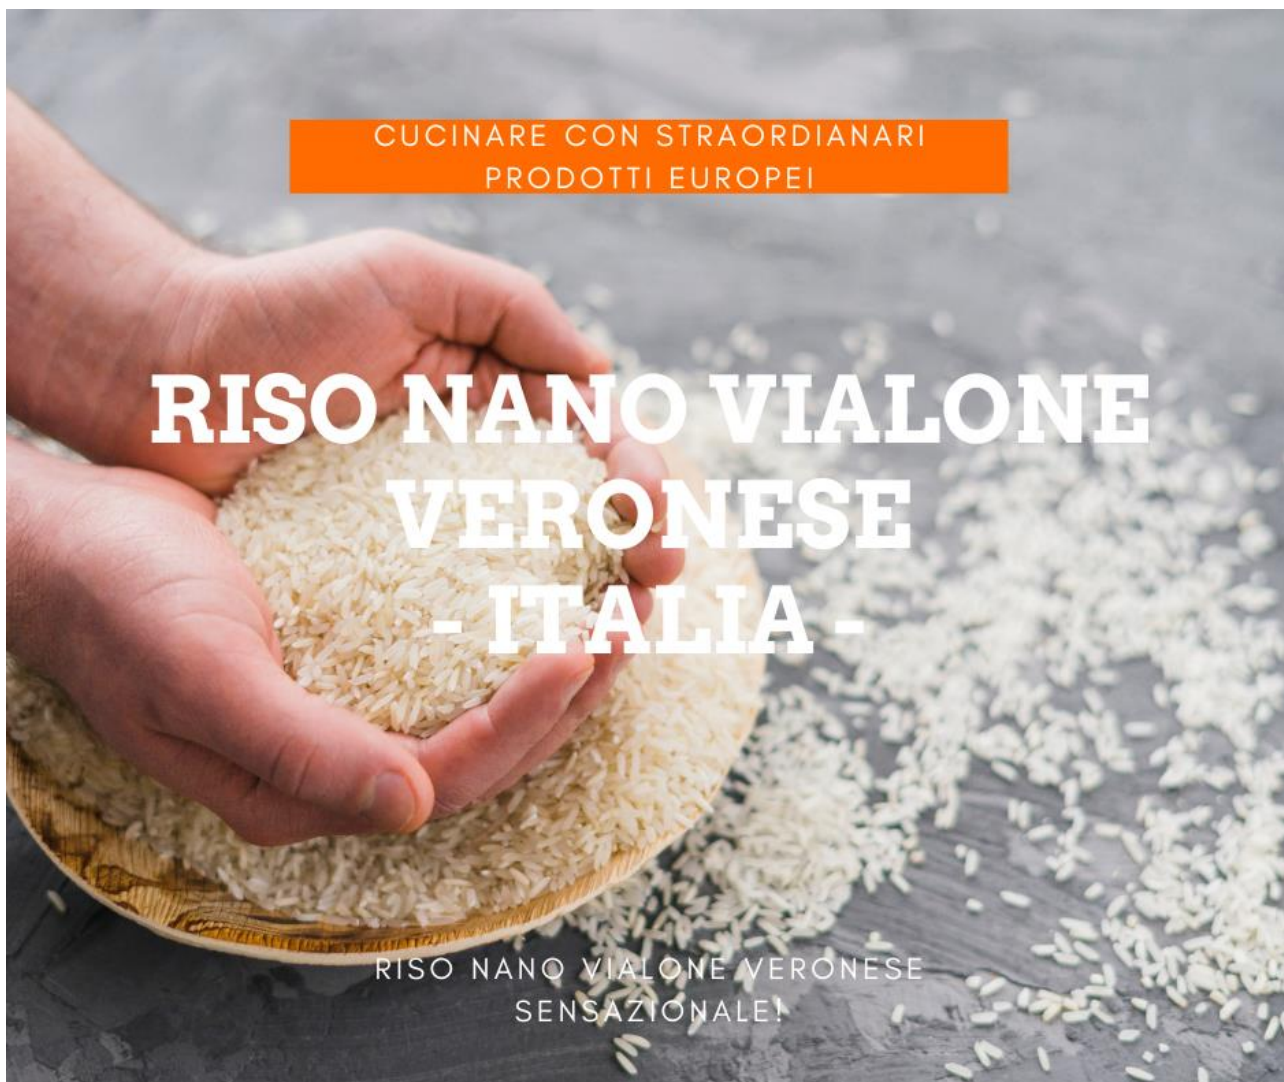 CUCINARE CON STRAORDIANARI
PRODOTTI EUROPEI
RISO NANO VIALONE
VERONESE
- ITALIA -
RISO NANO VIALONE VERONESE
SENSAZIONALE!